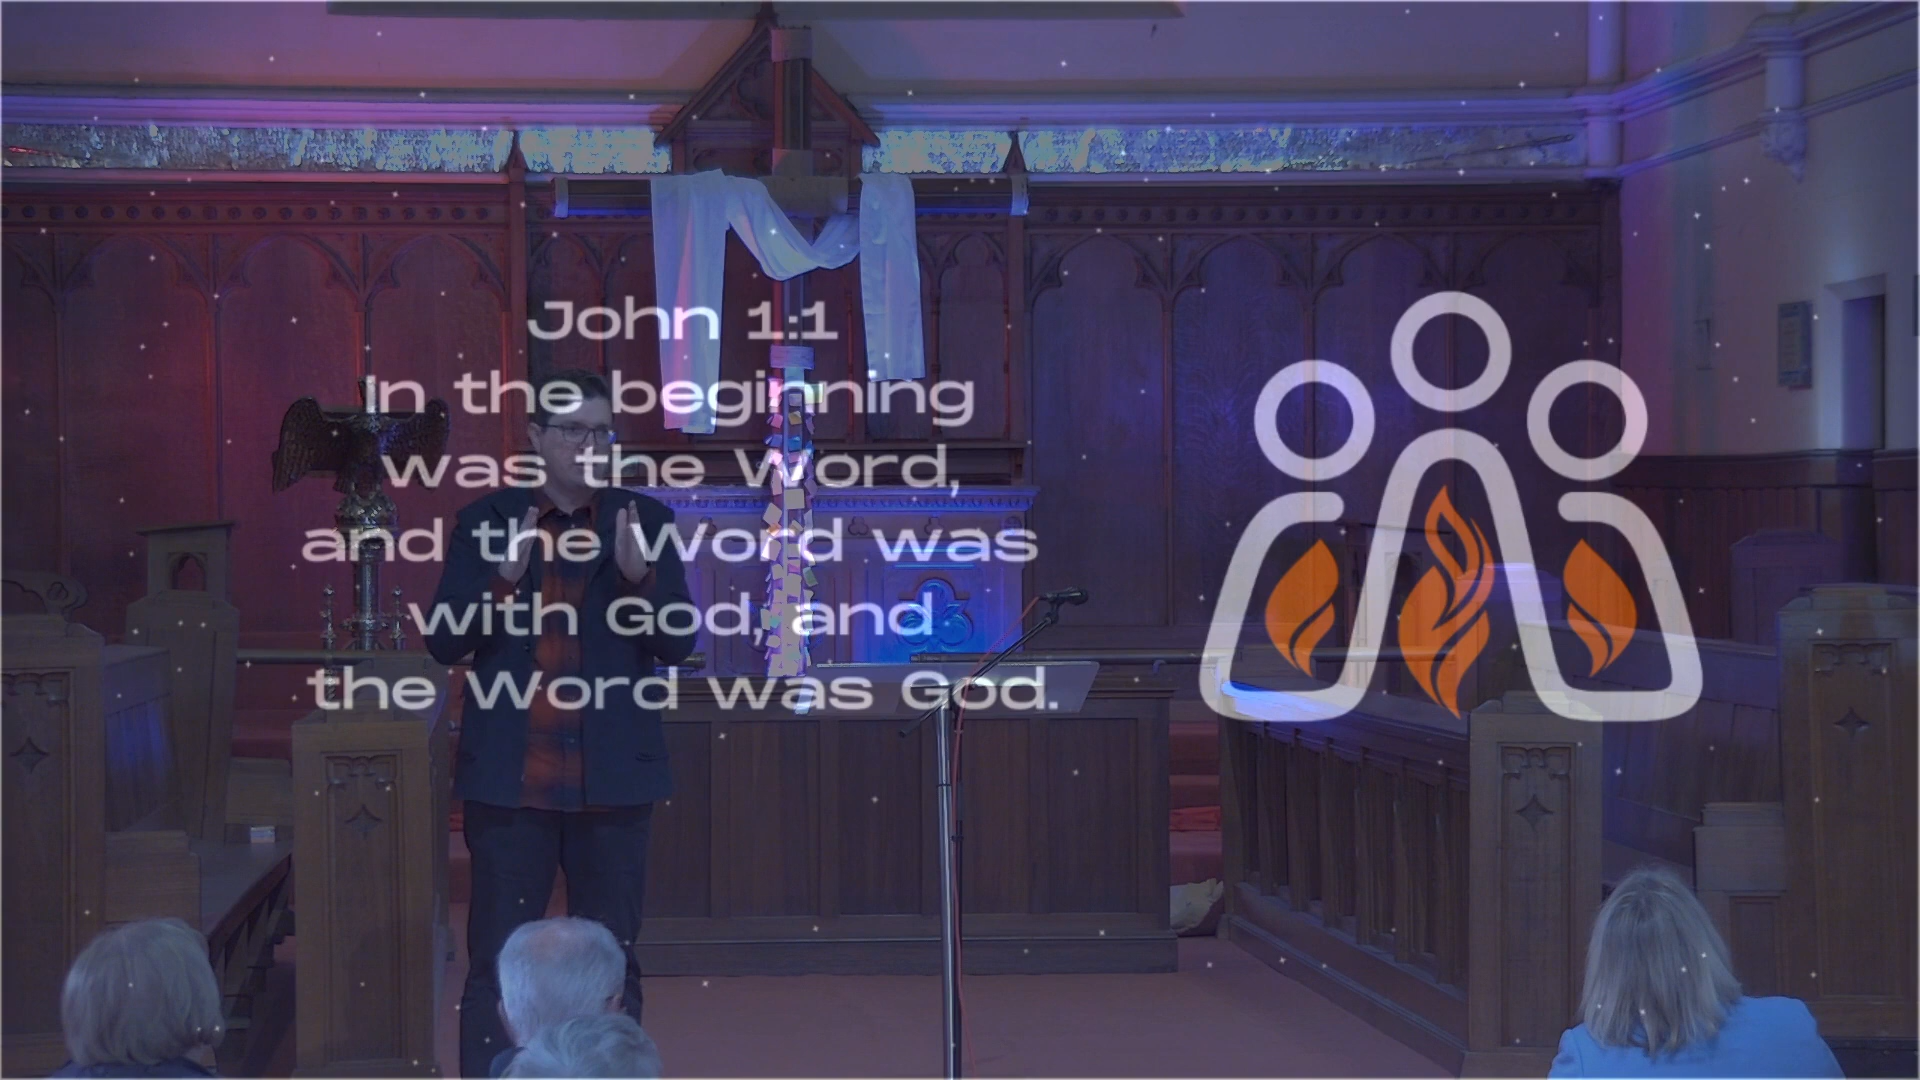 John 1:1
In the beginning
was the Word,
and the Word was
with God, and
the Word was God.